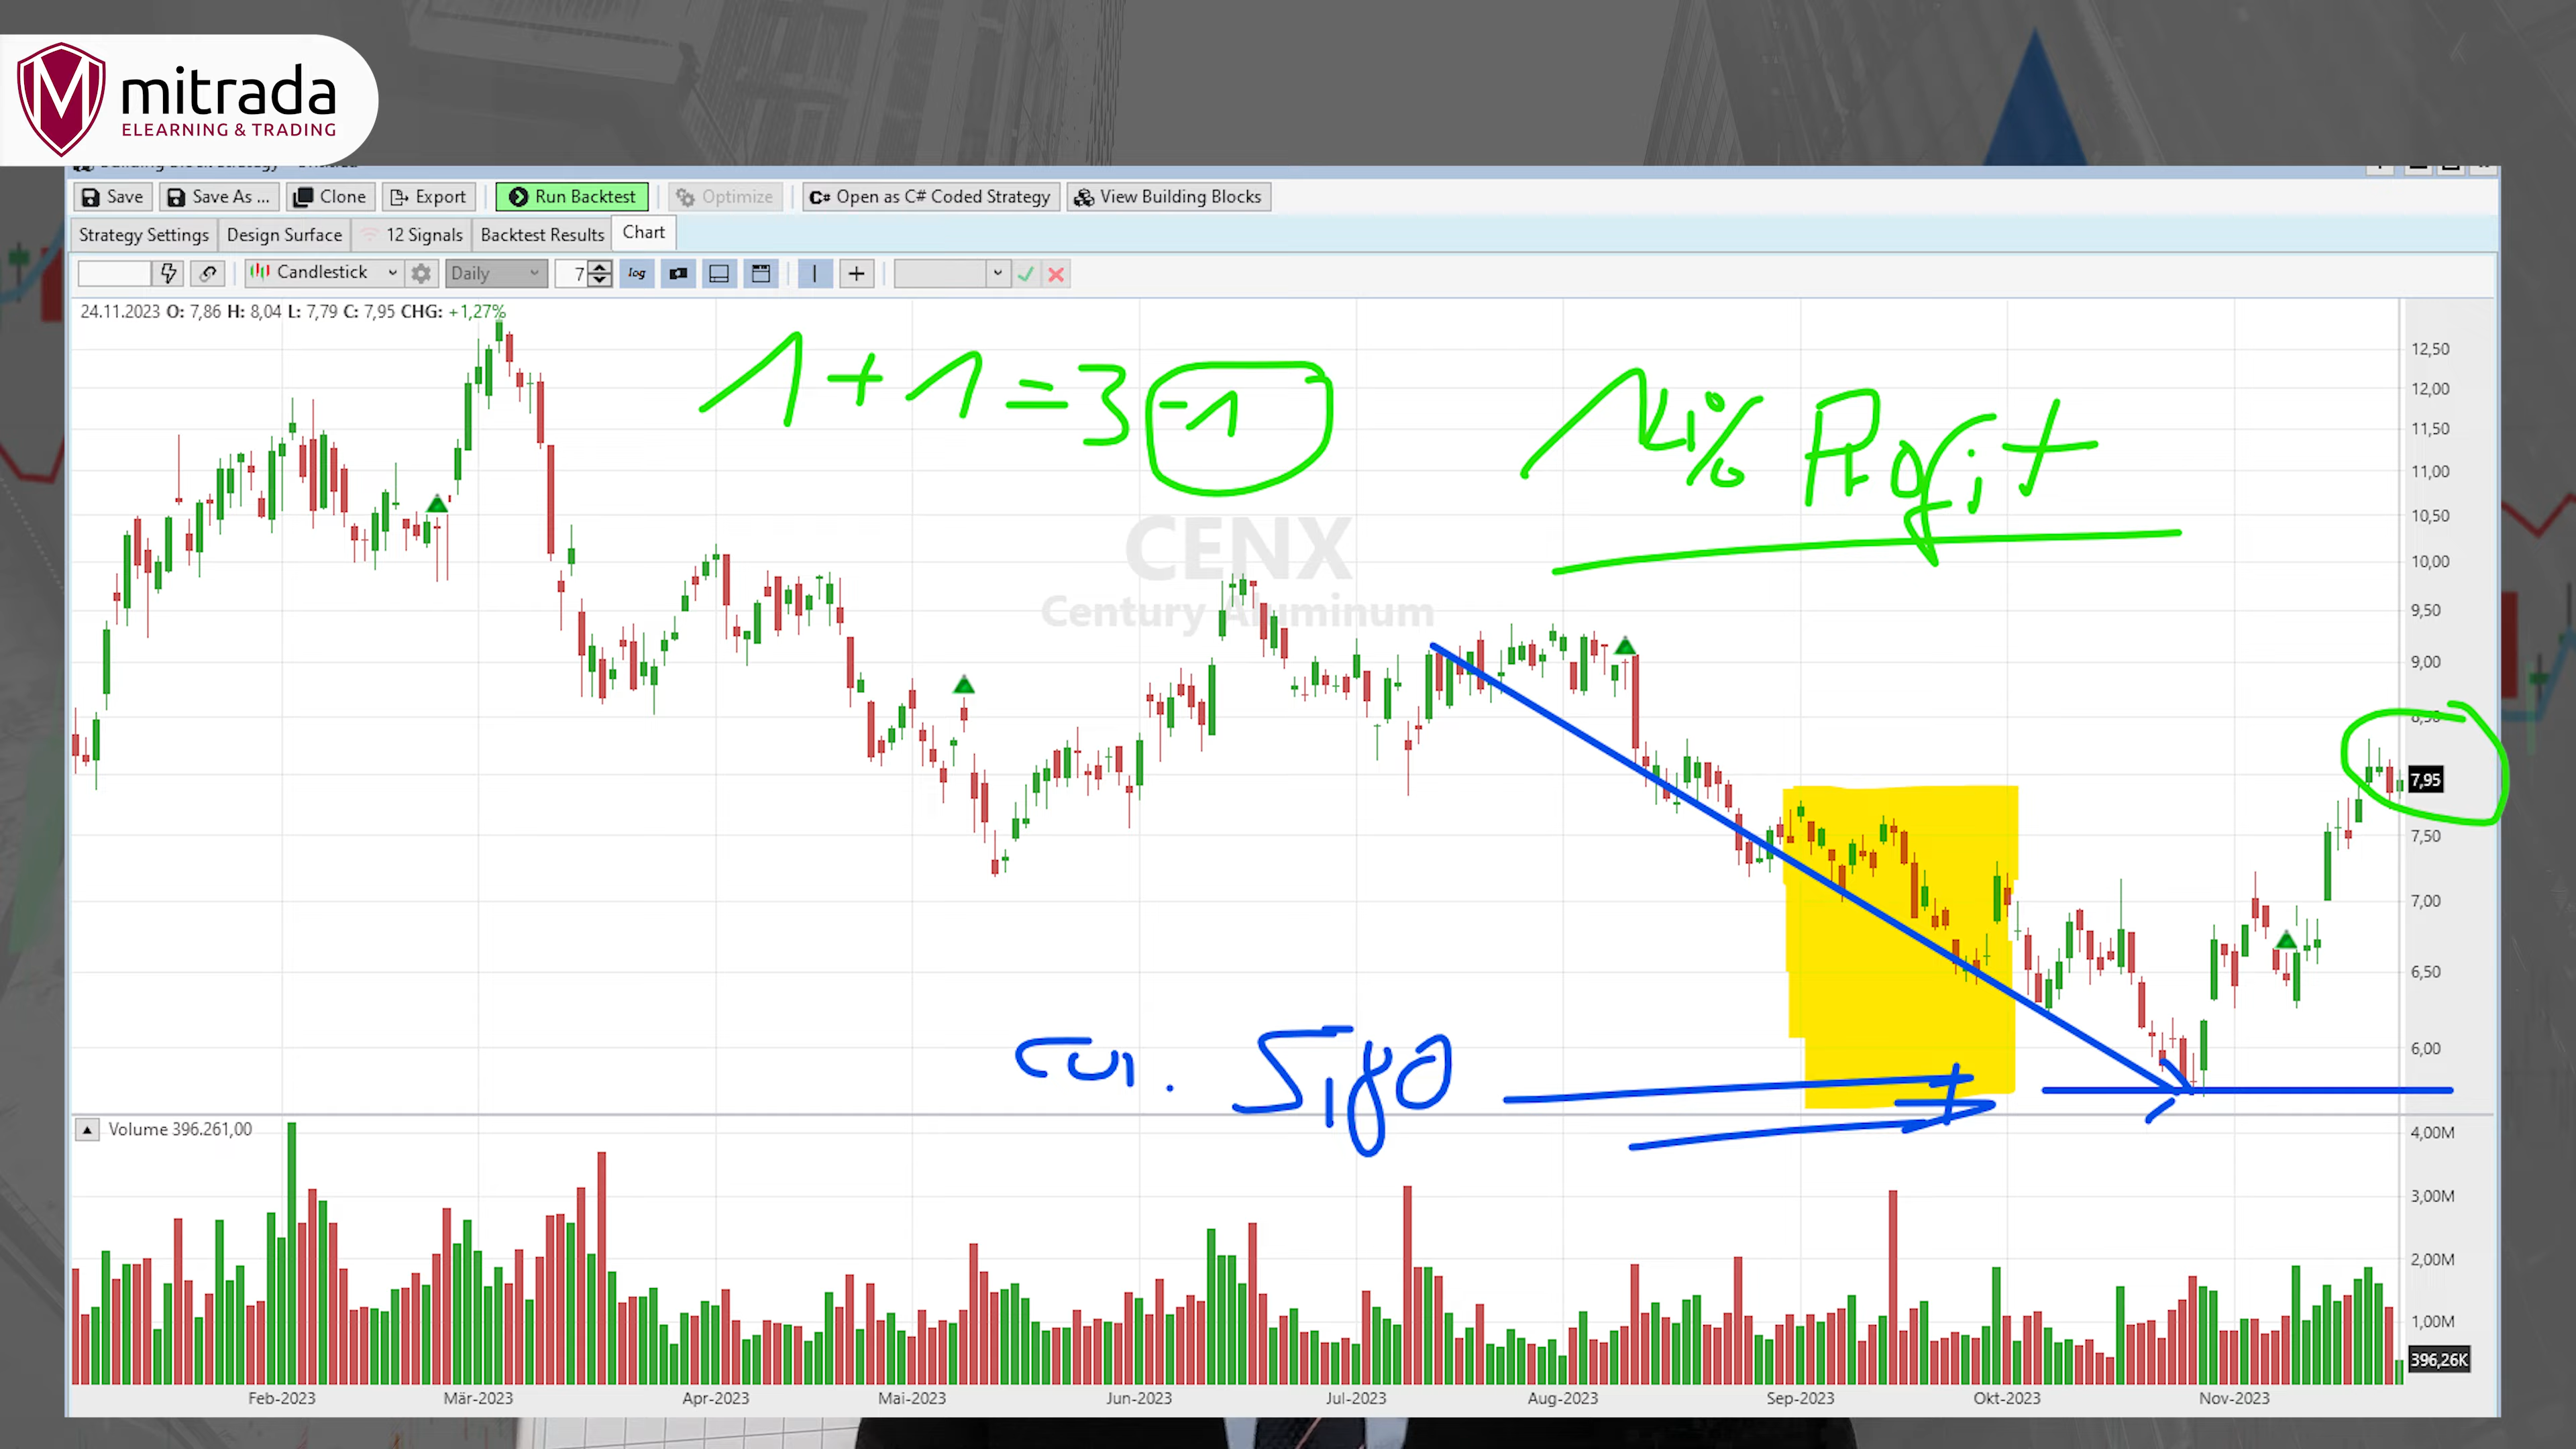 mitrada
ELEARNING & TRADING
Save
Save As ...
Clone
Export
Run Backtest
Optimize
C# Open as C# Coded Strategy
View Building Blocks
Strategy Settings
Design Surface
12 Signals
Backtest Results
Chart
Candlestick
Daily
7
log
24.11.2023 O: 7,86 H: 8,04 L: 7,79 C: 7,95 CHG: +1,27%
1 + 1 = 3 -1
Profit
CENX
Century Aluminum
12,50
12,00
11,50
11,00
10,50
10,00
9,50
9,00
8,50
7,95
7,50
7,00
6,50
6,00
Volume 396.261,00
4,00M
3,00M
2,00M
1,00M
396,26K
Feb-2023
Mär-2023
Apr-2023
Mai-2023
Jun-2023
Jul-2023
Aug-2023
Sep-2023
Okt-2023
Nov-2023